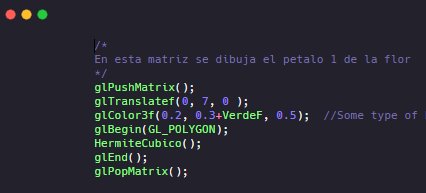 /*
En esta matriz se dibuja el petalo 1 de la flor
*/
glPushMatrix();
glTranslatef(0, 7, 0 );
glColor3f(0.2, 0.3+VerdeF, 0.5);  //Some type of
glBegin(GL_POLYGON);
HermiteCubico();
glEnd();
glPopMatrix();